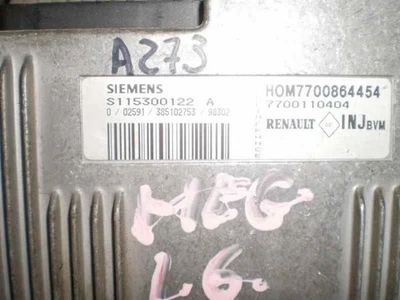 A273
SIEMENS
S115300122 A
0 / 02591 / 385102753 / 98302
HOM7700864454
7700110404
RENAULT INJ BVM
MEG
1.6.